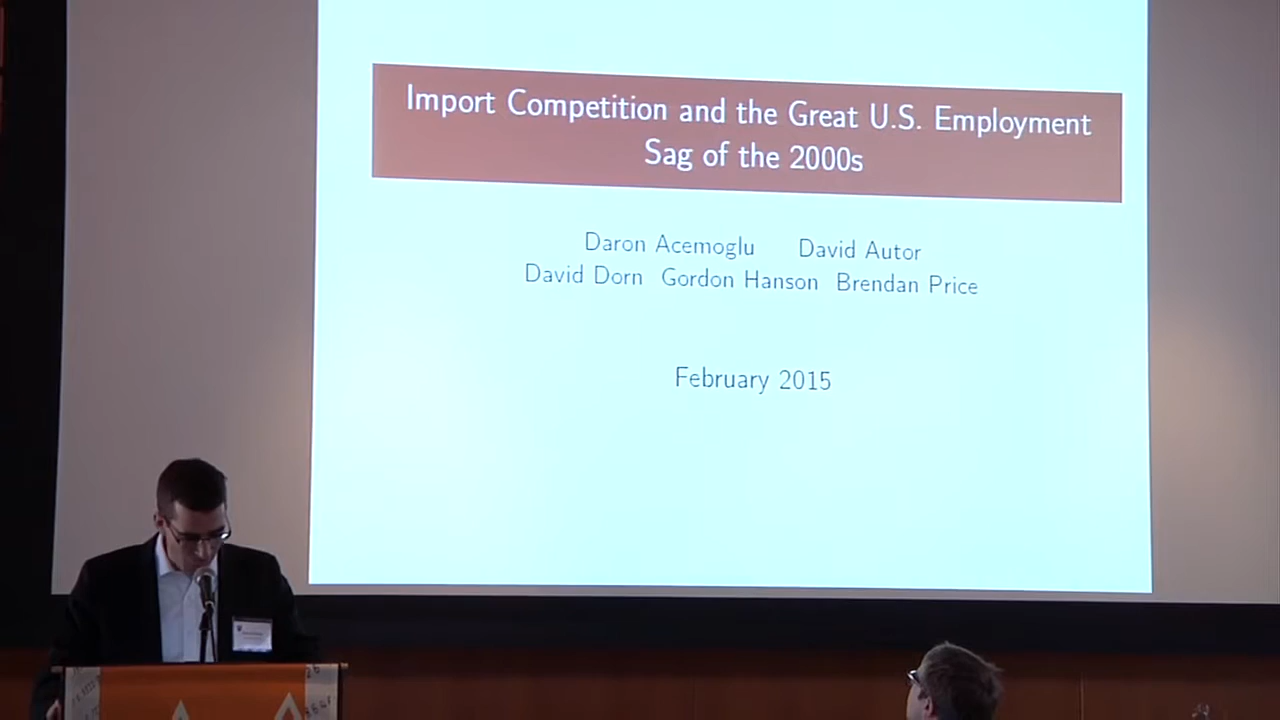 Import Competition and the Great U.S. Employment
Sag of the 2000s
Daron Acemoglu David Autor
David Dorn Gordon Hanson Brendan Price
February 2015